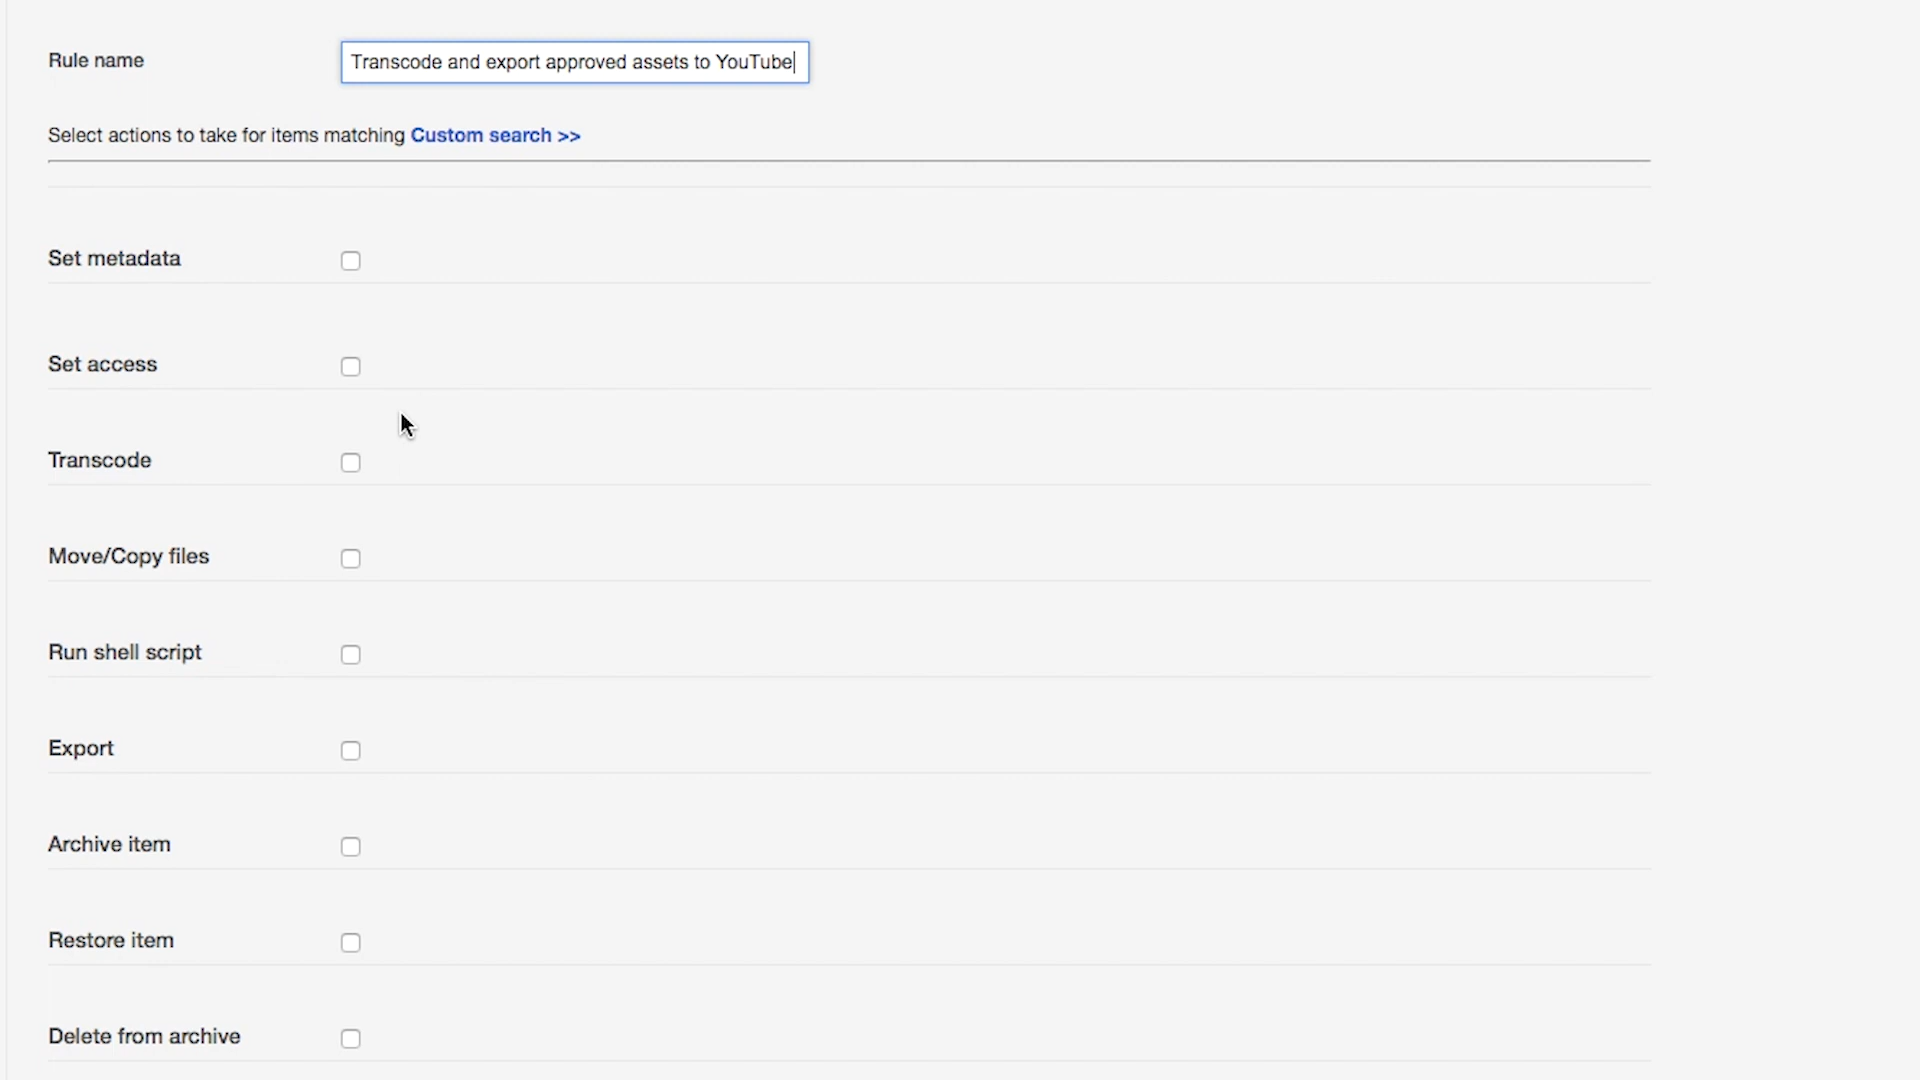 Rule name
Transcode and export approved assets to YouTube
Select actions to take for items matching Custom search >>
Set metadata
Set access
Transcode
Move/Copy files
Run shell script
Export
Archive item
Restore item
Delete from archive